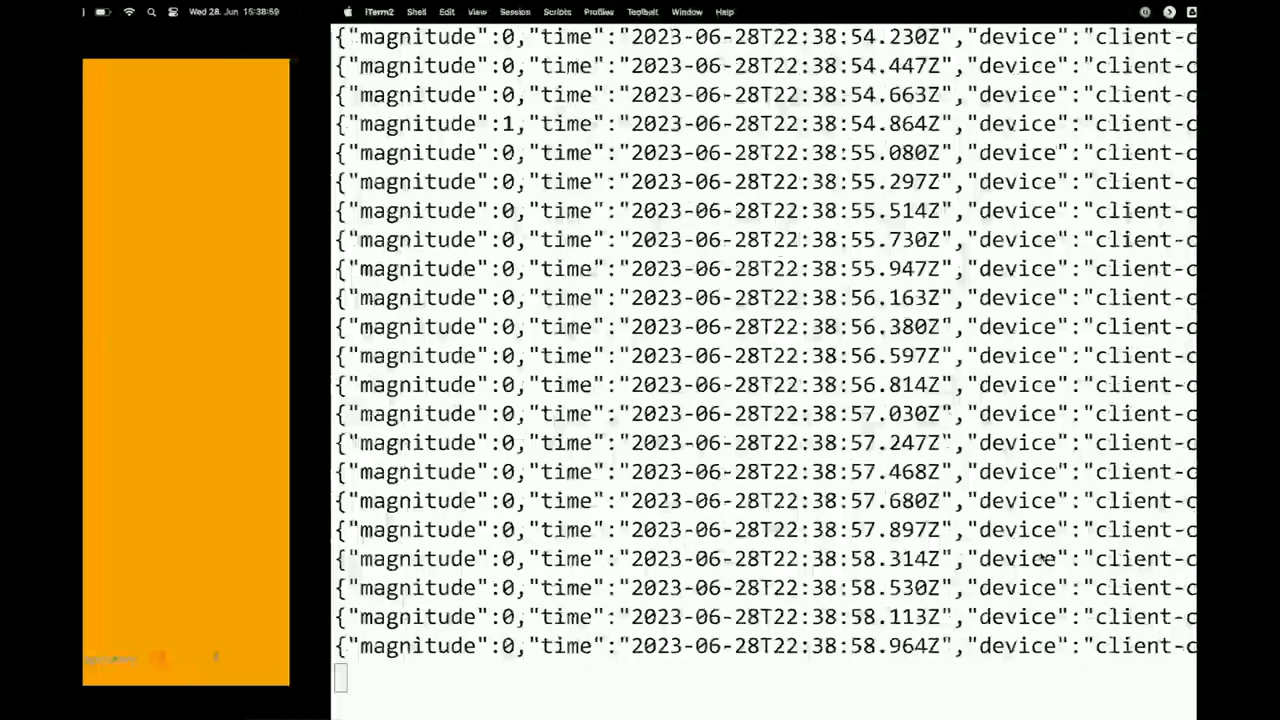 Wed 28. Jun 15:38:59
iTerm2 Shell Edit View Session Scripts Profiles Toolbelt Window Help
{"magnitude":0,"time":"2023-06-28T22:38:54.230Z","device":"client-c
{"magnitude":0,"time":"2023-06-28T22:38:54.447Z","device":"client-c
{"magnitude":0,"time":"2023-06-28T22:38:54.663Z","device":"client-c
{"magnitude":1,"time":"2023-06-28T22:38:54.864Z","device":"client-c
{"magnitude":0,"time":"2023-06-28T22:38:55.080Z","device":"client-c
{"magnitude":0,"time":"2023-06-28T22:38:55.297Z","device":"client-c
{"magnitude":0,"time":"2023-06-28T22:38:55.514Z","device":"client-c
{"magnitude":0,"time":"2023-06-28T22:38:55.730Z","device":"client-c
{"magnitude":0,"time":"2023-06-28T22:38:55.947Z","device":"client-c
{"magnitude":0,"time":"2023-06-28T22:38:56.163Z","device":"client-c
{"magnitude":0,"time":"2023-06-28T22:38:56.380Z","device":"client-c
{"magnitude":0,"time":"2023-06-28T22:38:56.597Z","device":"client-c
{"magnitude":0,"time":"2023-06-28T22:38:56.814Z","device":"client-c
{"magnitude":0,"time":"2023-06-28T22:38:57.030Z","device":"client-c
{"magnitude":0,"time":"2023-06-28T22:38:57.247Z","device":"client-c
{"magnitude":0,"time":"2023-06-28T22:38:57.468Z","device":"client-c
{"magnitude":0,"time":"2023-06-28T22:38:57.680Z","device":"client-c
{"magnitude":0,"time":"2023-06-28T22:38:57.897Z","device":"client-c
{"magnitude":0,"time":"2023-06-28T22:38:58.314Z","device":"client-c
{"magnitude":0,"time":"2023-06-28T22:38:58.530Z","device":"client-c
{"magnitude":0,"time":"2023-06-28T22:38:58.113Z","device":"client-c
{"magnitude":0,"time":"2023-06-28T22:38:58.964Z","device":"client-c